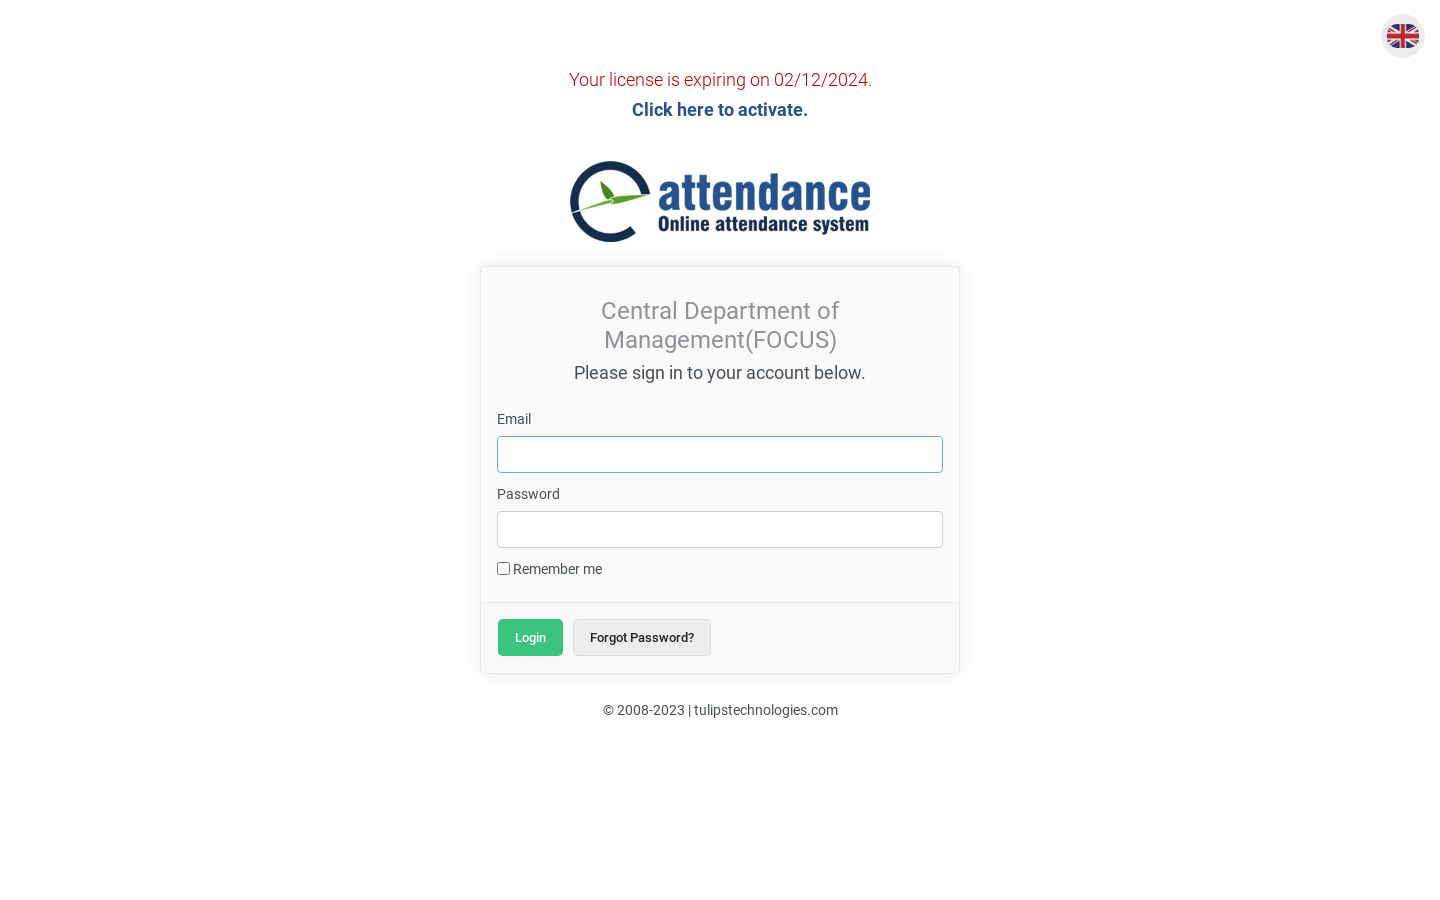 Your license is expiring on 02/12/2024.
Click here to activate.
attendance
Online attendance system
Central Department of
Management(FOCUS)
Please sign in to your account below.
Email
Password
Remember me
Login
Forgot Password?
© 2008-2023 | tulipstechnologies.com